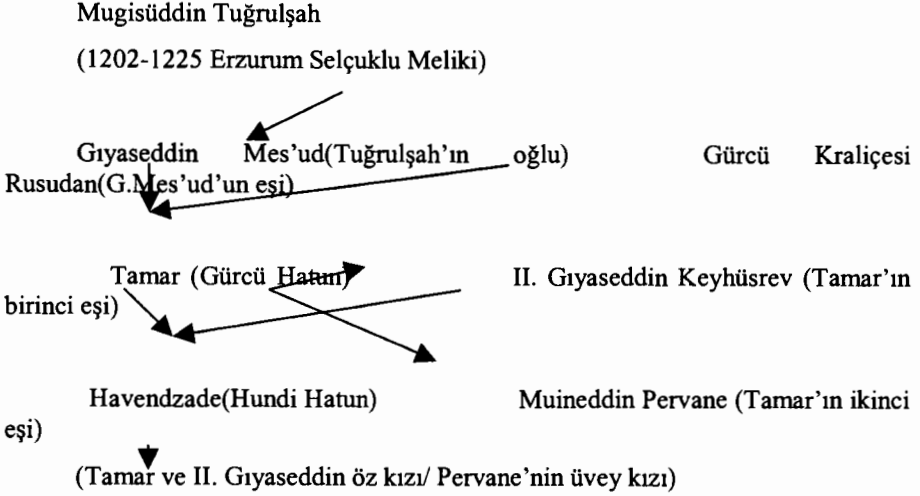 Mugisüddin Tuğrulşah
(1202-1225 Erzurum Selçuklu Meliki)
Gıyaseddin Mes'ud(Tuğrulşah'ın oğlu) Gürcü Kraliçesi
Rusudan(G.Mes'ud'un eşi)
Tamar (Gürcü Hatun) II. Gıyaseddin Keyhüsrev (Tamar'ın
birinci eşi)
Havendzade(Hundi Hatun) Muineddin Pervane (Tamar'ın ikinci
eşi)
(Tamar ve II. Gıyaseddin öz kızı/ Pervane'nin üvey kızı)